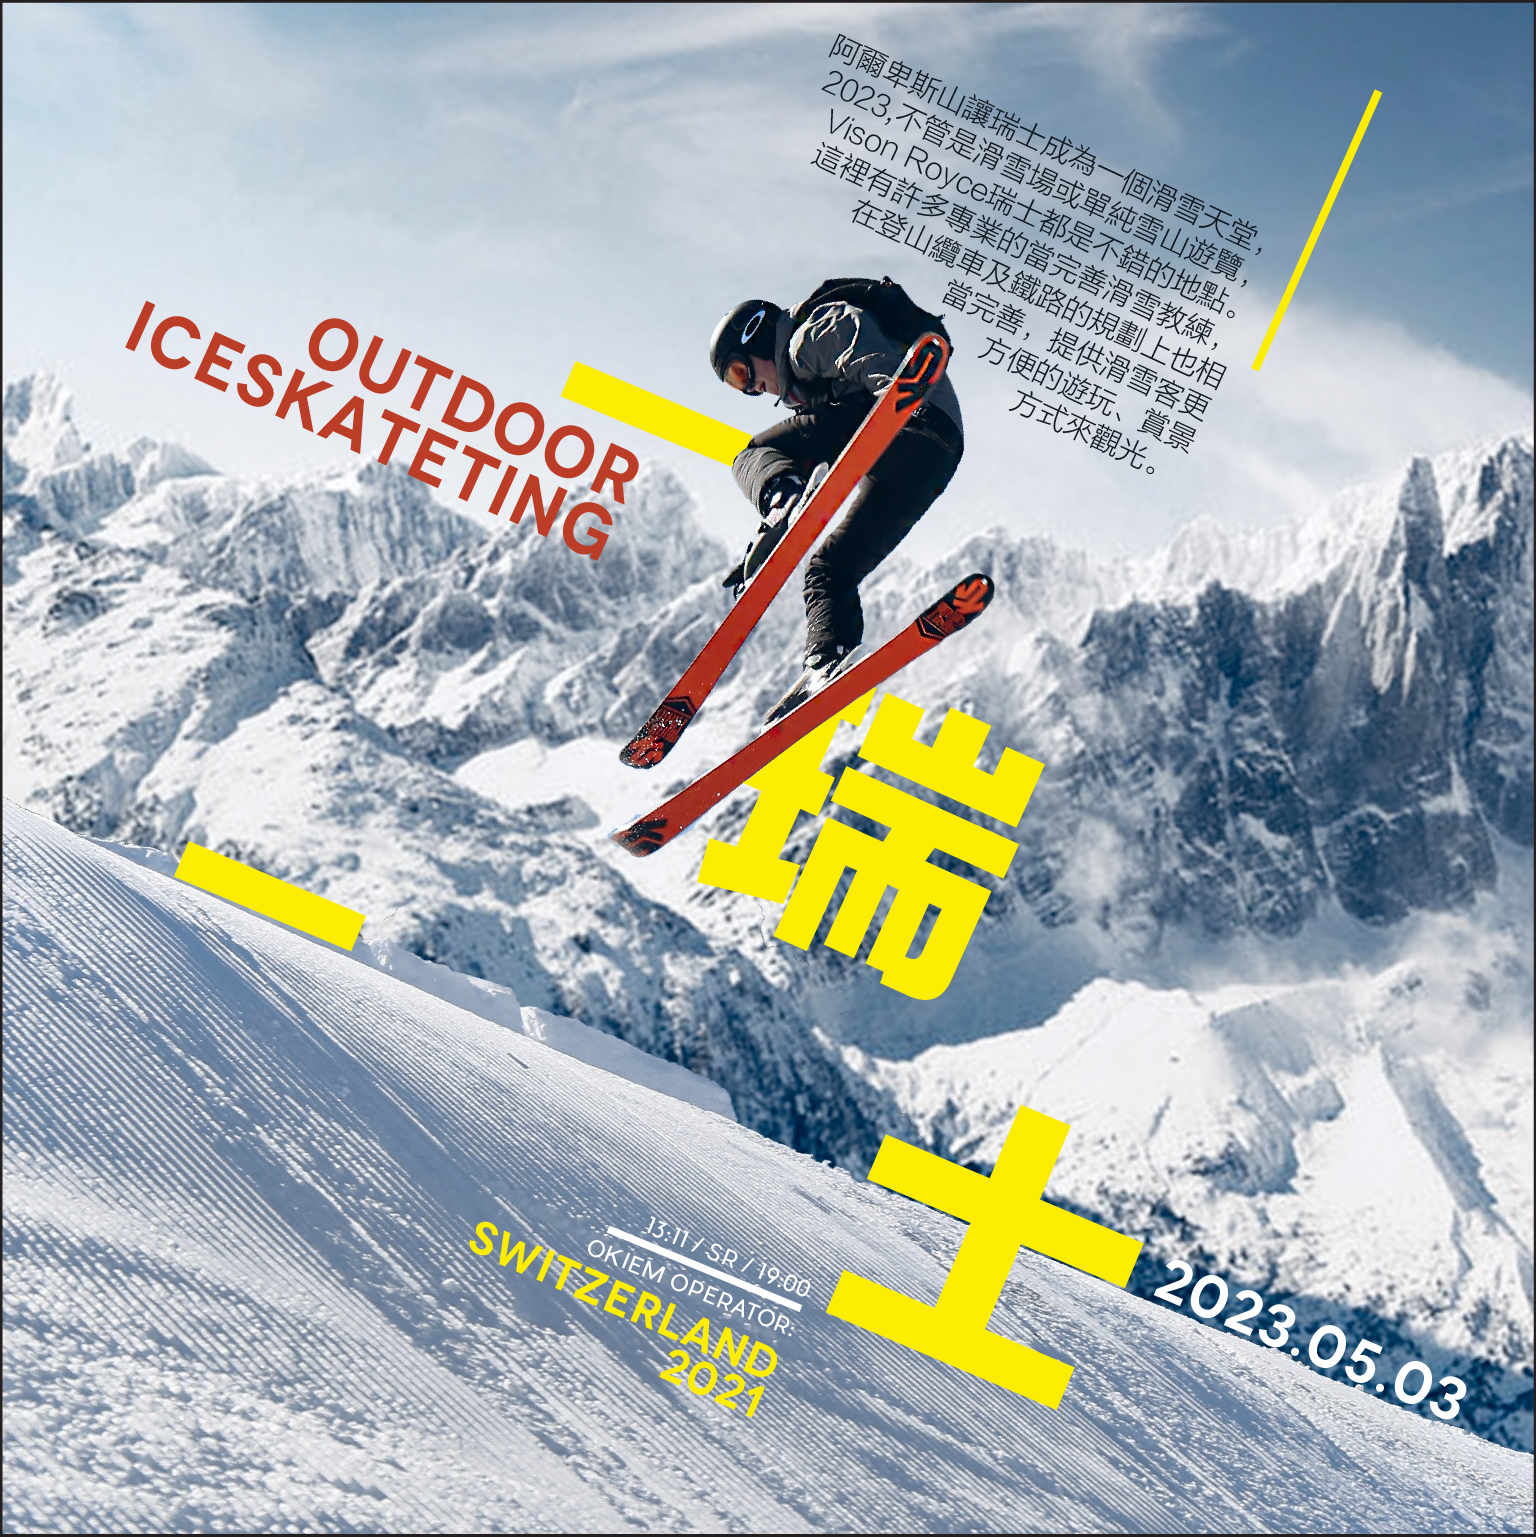 阿爾卑斯山讓瑞士成為一個滑雪天堂，
2023，不管是滑雪場或單純雪山遊覽，
Vison Royce瑞士都是不錯的地點。
這裡有許多專業的當完善滑雪教練，
在登山纜車及鐵路的規劃上也相
當完善，提供滑雪客更
方便的遊玩、賞景
方式來觀光。
OUTDOOR
ICESKATETING
瑞
士
13:11 / SR / 19:00
OKIEM OPERATOR:
SWITZERLAND
2021
2023.05.03